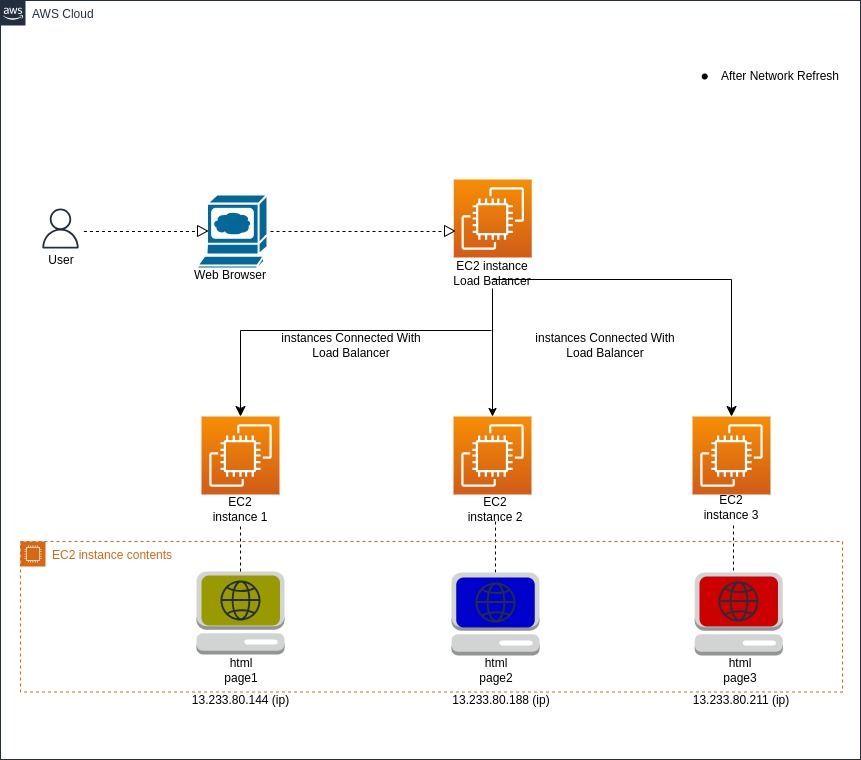 aws
AWS Cloud
After Network Refresh
User
Web Browser
EC2 instance
Load Balancer
instances Connected With
Load Balancer
instances Connected With
Load Balancer
EC2
instance 1
EC2
instance 2
EC2
instance 3
EC2 instance contents
html
page1
html
page2
html
page3
13.233.80.144 (ip)
13.233.80.188 (ip)
13.233.80.211 (ip)